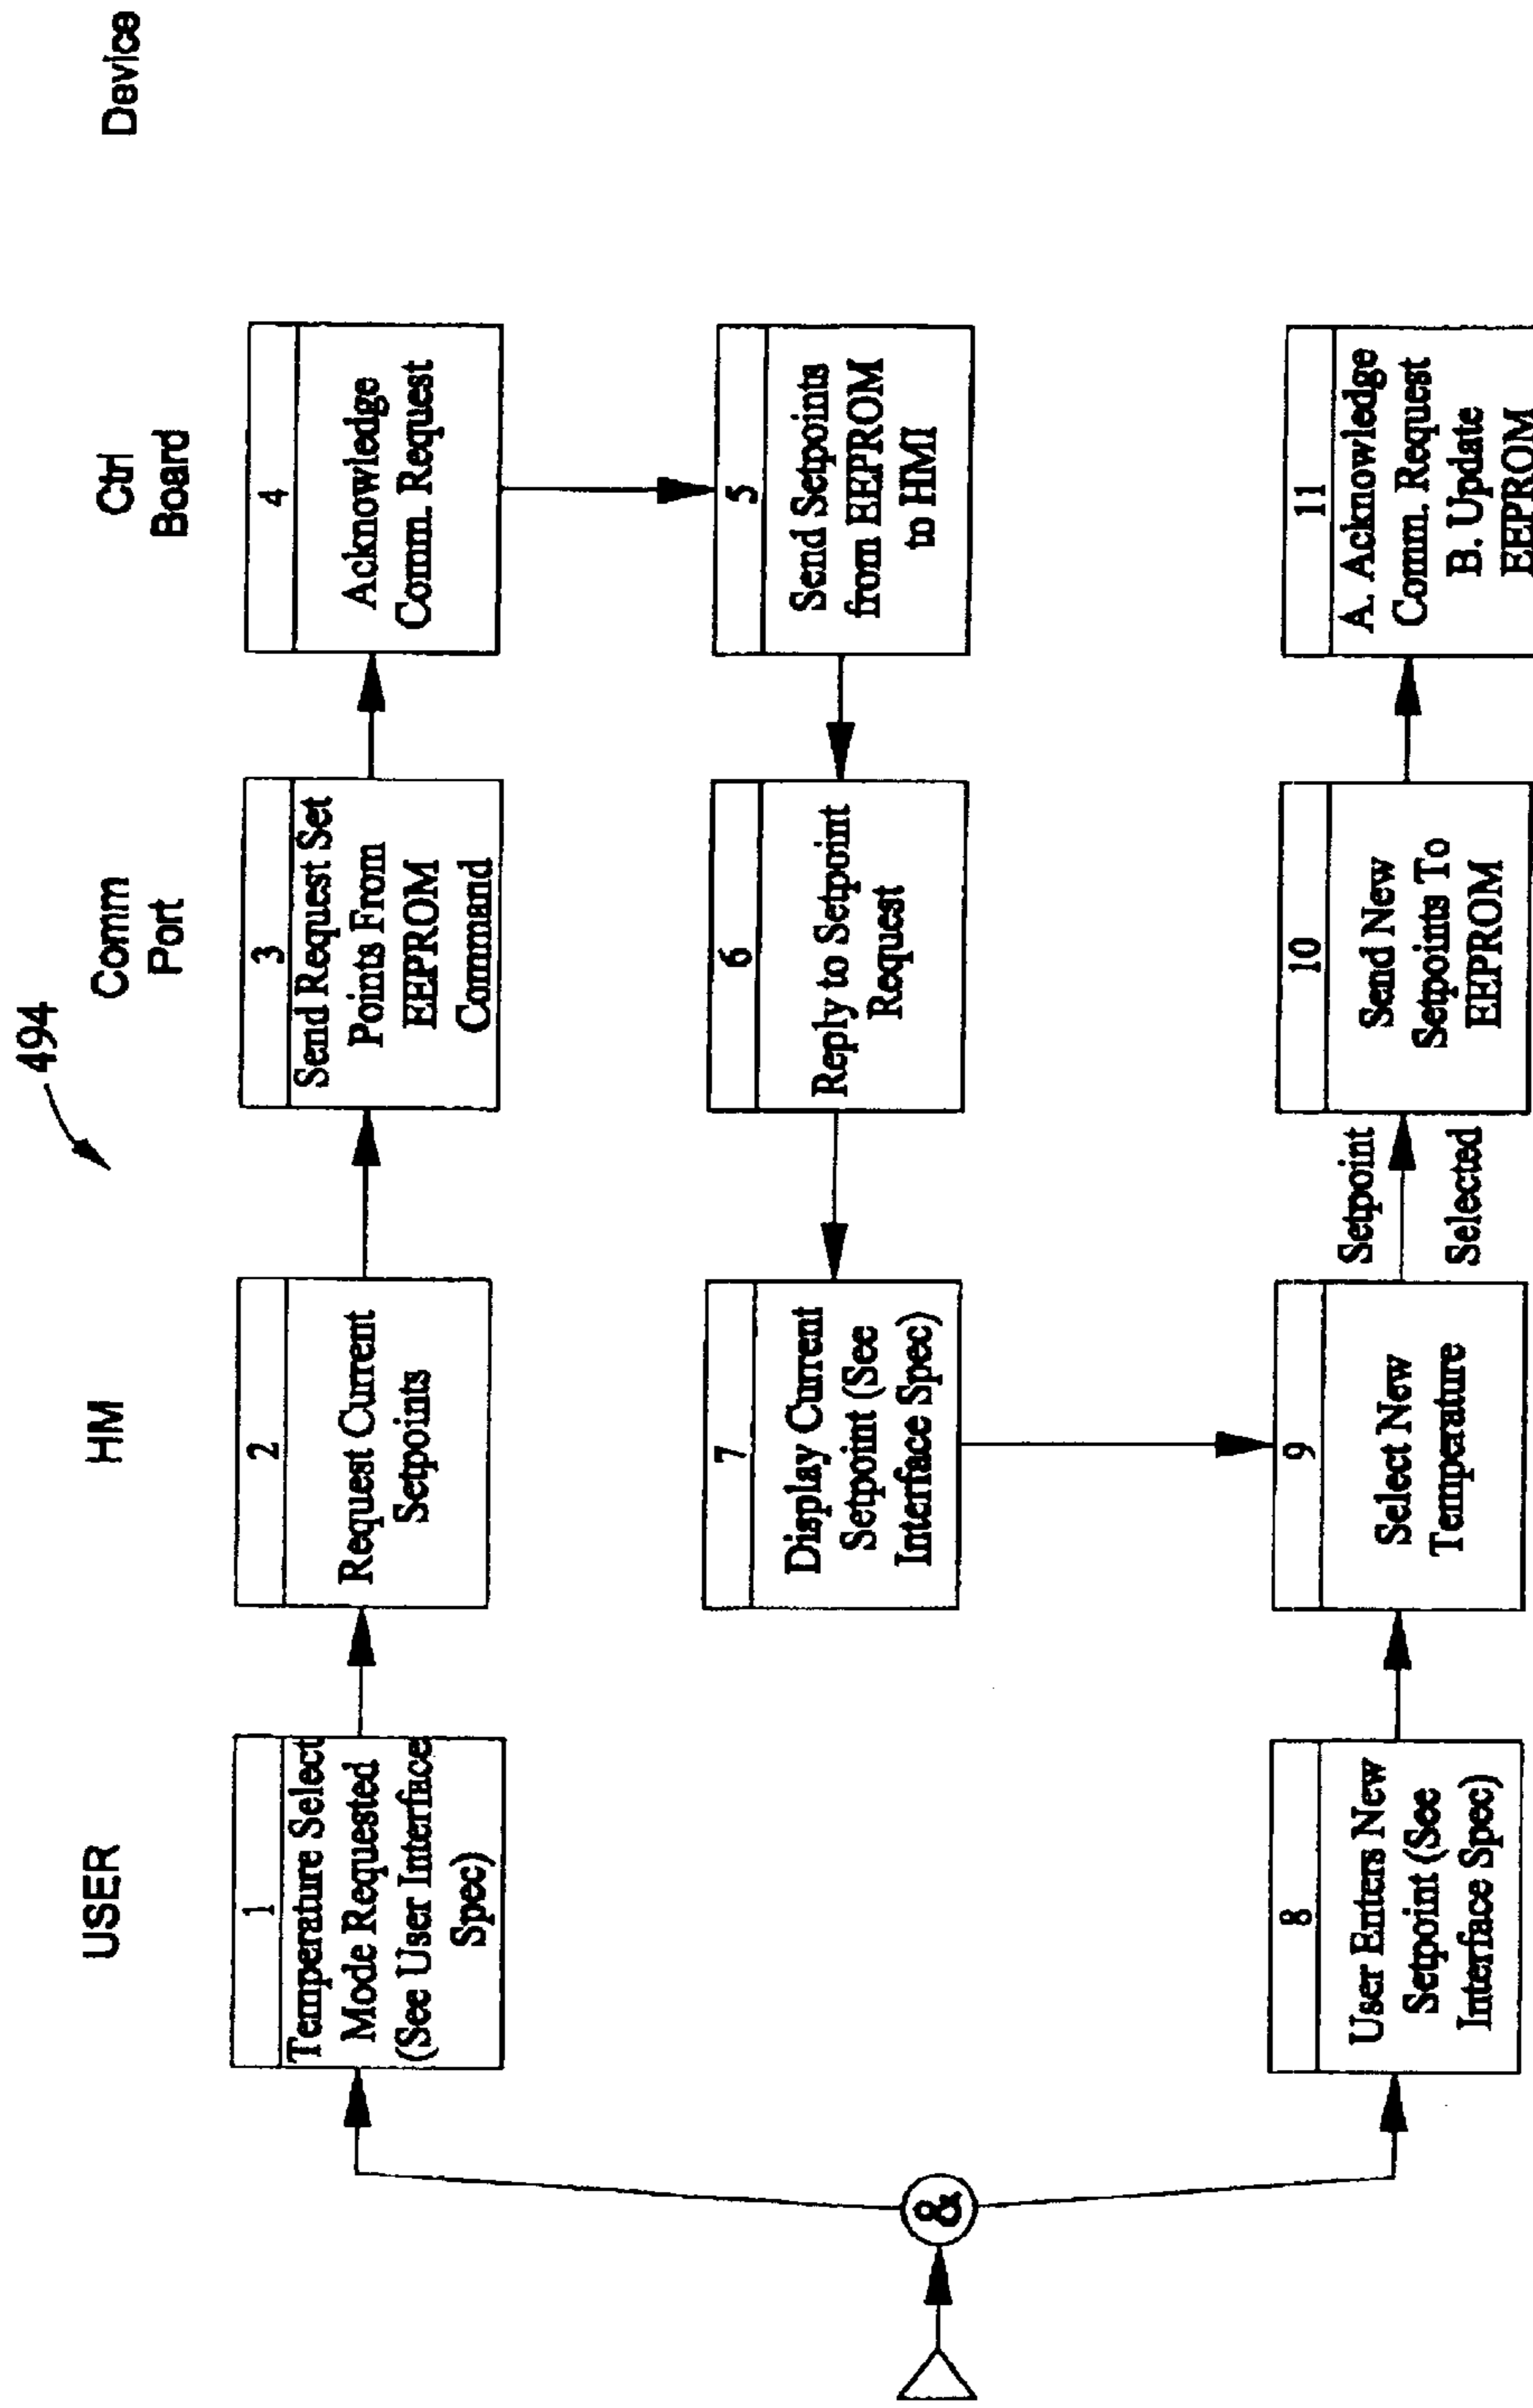 494
USER
HM
Comm
Port
Ctrl
Board
Device
1
Temperature Select
Mode Requested
(See User Interface
Spec)
2
Request Current
Setpoints
3
Send Request Set
Points From
EEPROM
Command
4
Acknowledge
Comm. Request
7
Display Current
Setpoint (See
Interface Spec)
6
Reply to Setpoint
Request
5
Send Setpoints
from EEPROM
to HMI
&
8
User Enters New
Setpoint (See
Interface Spec)
9
Select New
Temperature
Setpoint
Selected
10
Send New
Setpoints To
EEPROM
11
A. Acknowledge
Comm. Request
B. Update
EEPROM